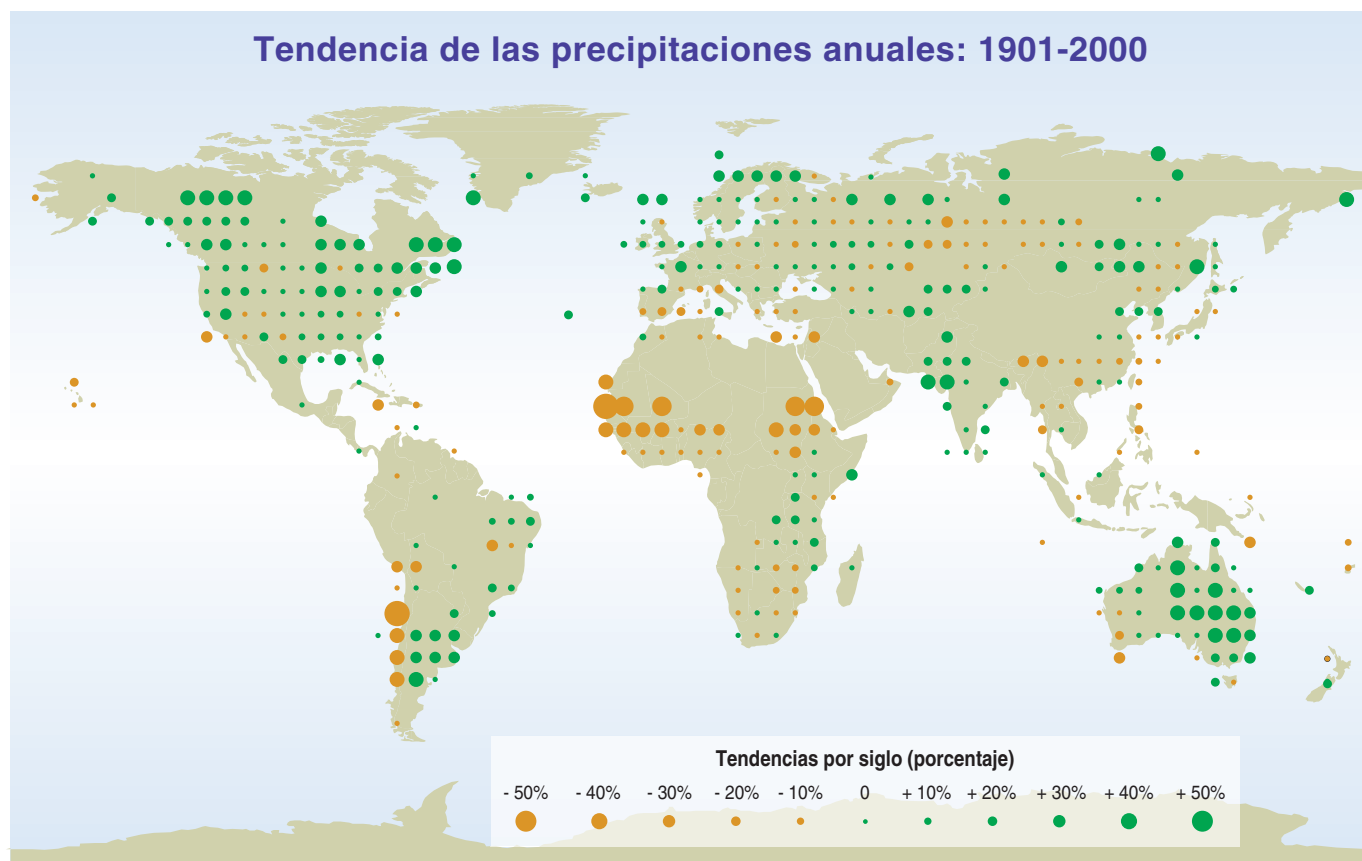 Tendencia de las precipitaciones anuales: 1901-2000
Tendencias por siglo (porcentaje)
- 50% - 40% - 30% - 20% - 10% 0 + 10% + 20% + 30% + 40% + 50%